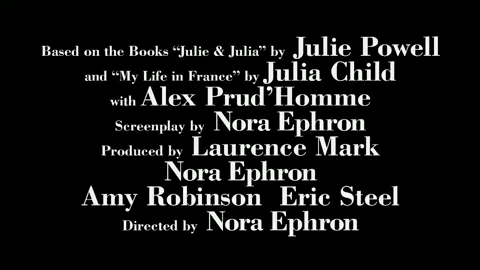 Based on the Books “Julie & Julia” by Julie Powell
and “My Life in France” by Julia Child
with Alex Prud’Homme
Screenplay by Nora Ephron
Produced by Laurence Mark
Nora Ephron
Amy Robinson Eric Steel
Directed by Nora Ephron